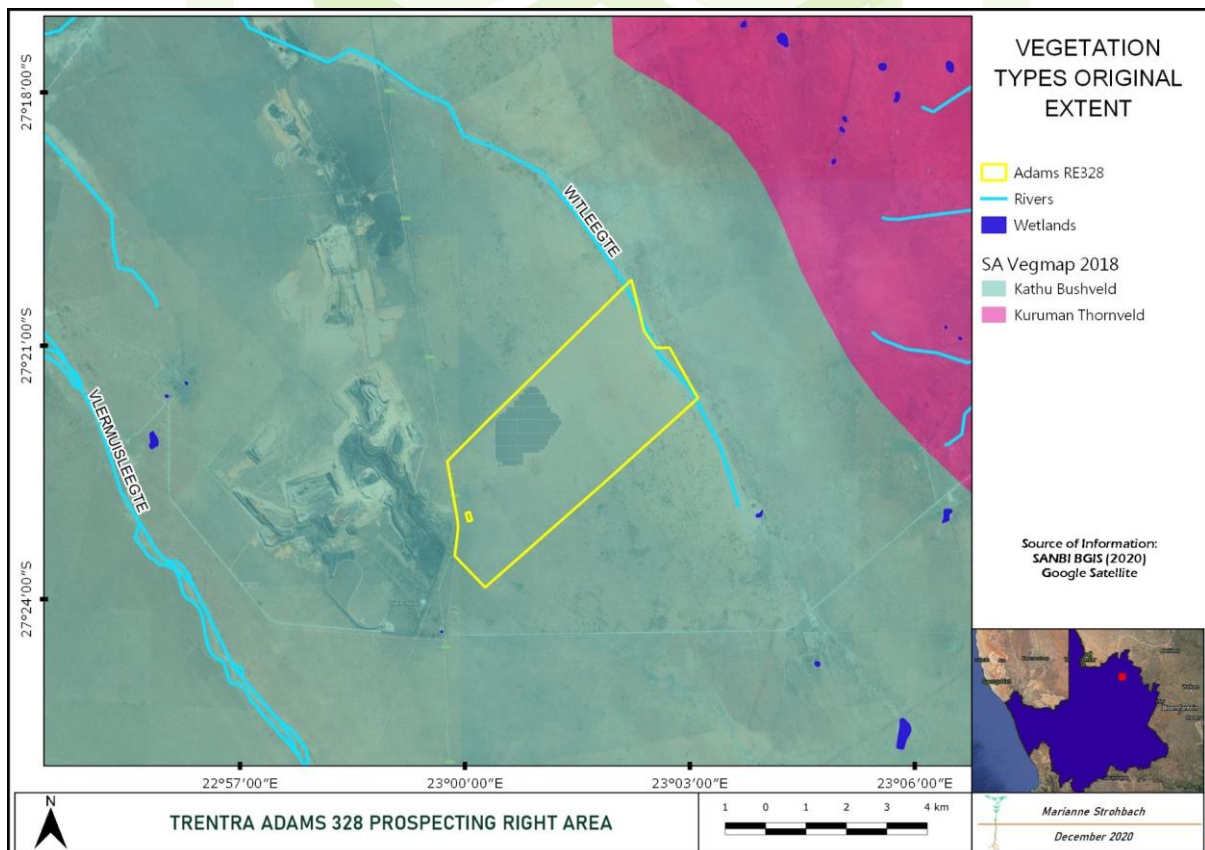 VEGETATION
TYPES ORIGINAL
EXTENT
Adams RE328
Rivers
Wetlands
SA Vegmap 2018
Kathu Bushveld
Kuruman Thornveld
Source of Information:
SANBI BGIS (2020)
Google Satellite
27°18'00"S
27°21'00"S
27°24'00"S
WITLEEGTE
VLERMUISLEEGTE
22°57'00"E
23°00'00"E
23°03'00"E
23°06'00"E
N
TRENTRA ADAMS 328 PROSPECTING RIGHT AREA
1 0 1 2 3 4 km
Marianne Strohbach
December 2020